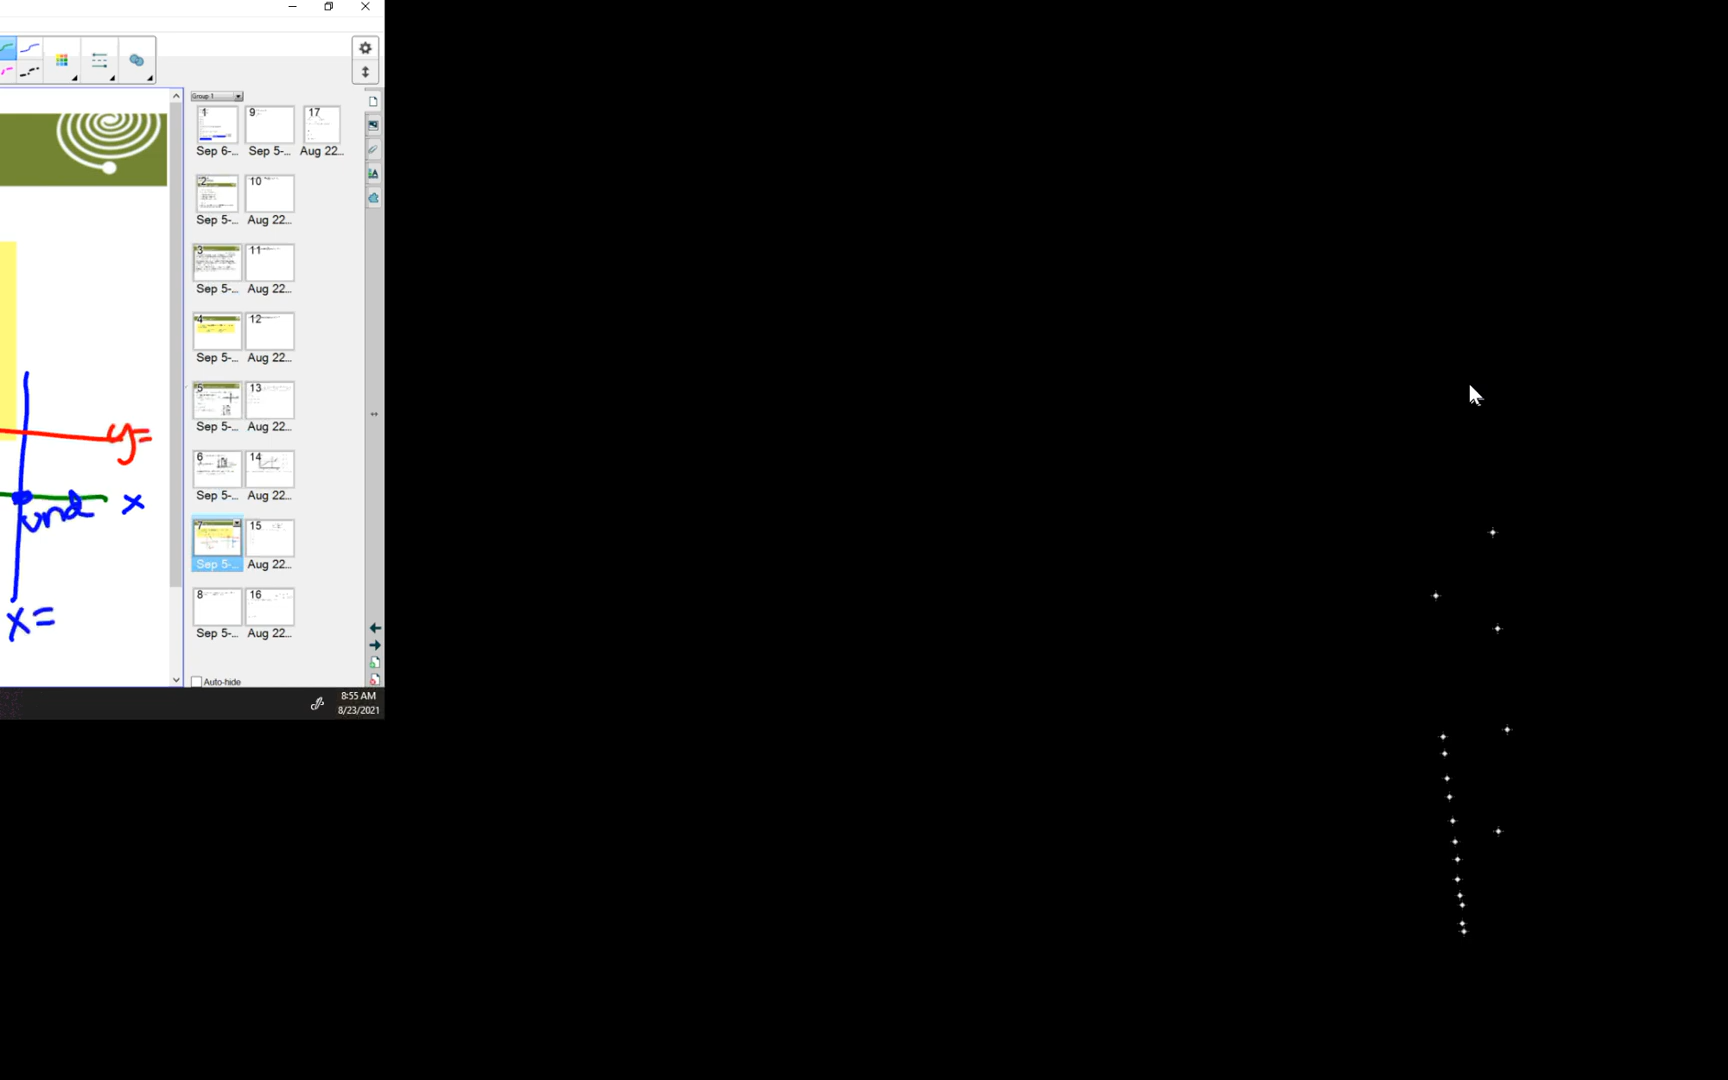 Group 1
1
9
17
Sep 6-...
Sep 5-...
Aug 22...
2
10
Sep 5-...
Aug 22...
3
11
Sep 5-...
Aug 22...
4
12
Sep 5-...
Aug 22...
5
13
Sep 5-...
Aug 22...
6
14
Sep 5-...
Aug 22...
7
15
Sep 5-...
Aug 22...
8
16
Sep 5-...
Aug 22...
y=
und x
x=
Auto-hide
8:55 AM
8/23/2021